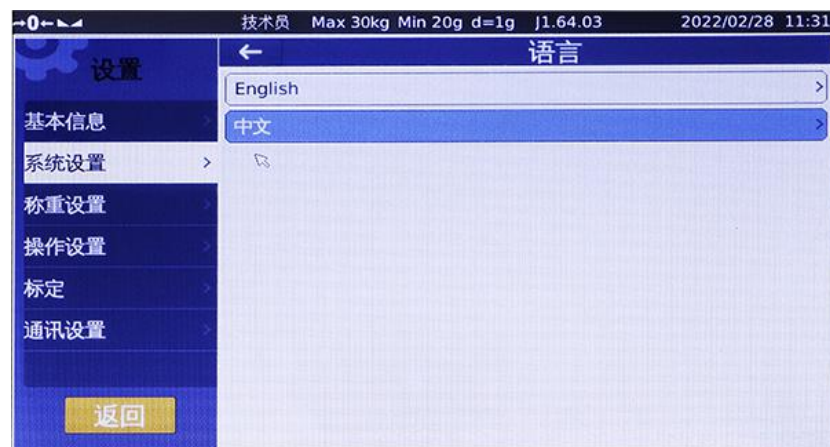 →0← 技术员 Max 30kg Min 20g d=1g J1.64.03 2022/02/28 11:31
设置
← 语言
English >
中文 >
基本信息 >
系统设置 >
称重设置 >
操作设置 >
标定 >
通讯设置 >
返回